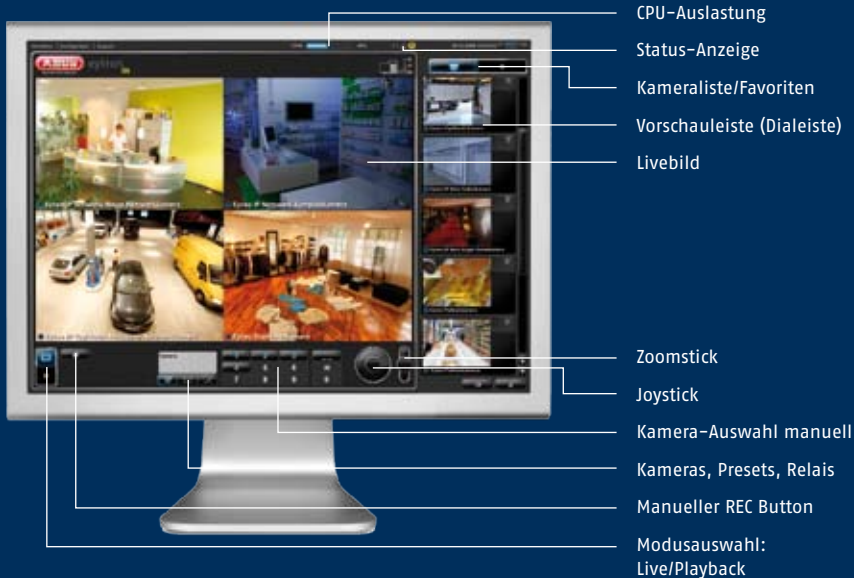 CPU-Auslastung
Status-Anzeige
Kameraliste/Favoriten
Vorschauleiste (Dialeiste)
Livebild
ABUS eytron
Zoomstick
Joystick
Kamera-Auswahl manuell
Kameras, Presets, Relais
Manueller REC Button
Modusauswahl:
Live/Playback